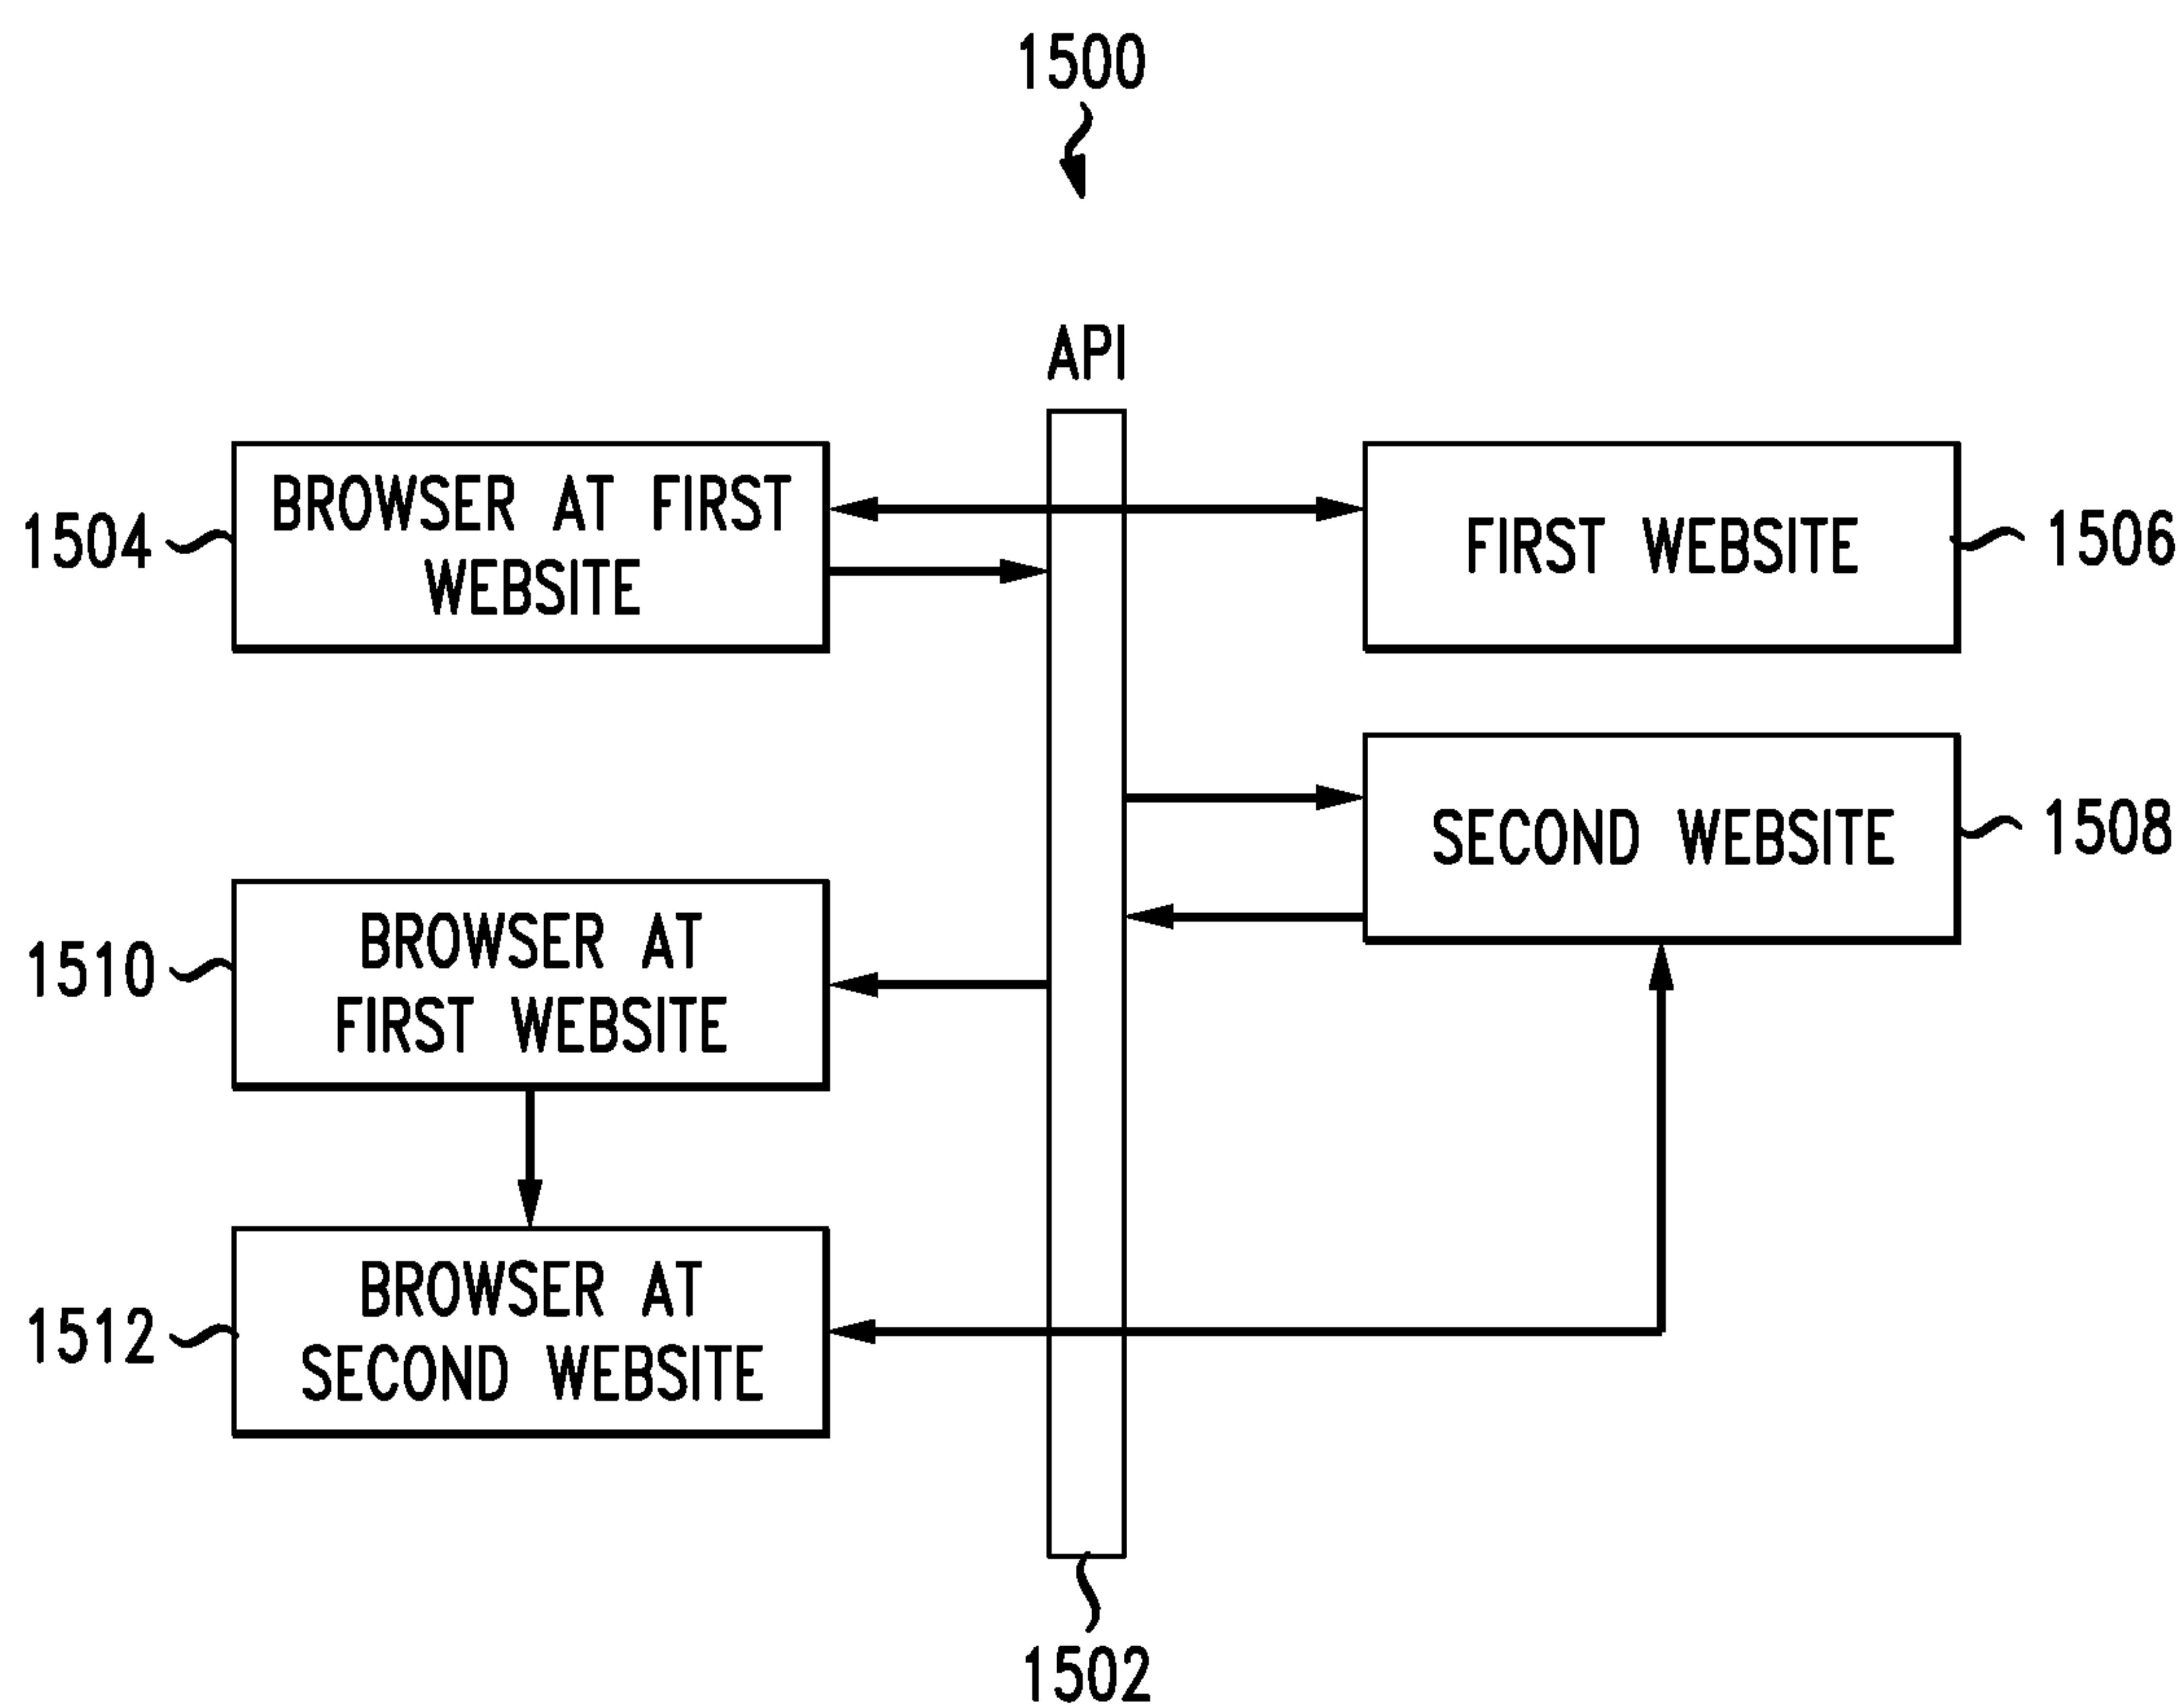 1500
API
1504
BROWSER AT FIRST
WEBSITE
FIRST WEBSITE
1506
SECOND WEBSITE
1508
1510
BROWSER AT
FIRST WEBSITE
1512
BROWSER AT
SECOND WEBSITE
1502